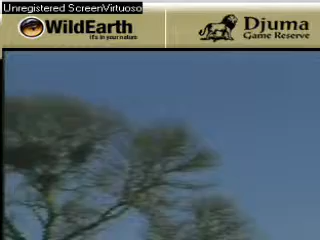 Unregistered ScreenVirtuoso
WildEarth
it's in your nature
Djuma
Game Reserve